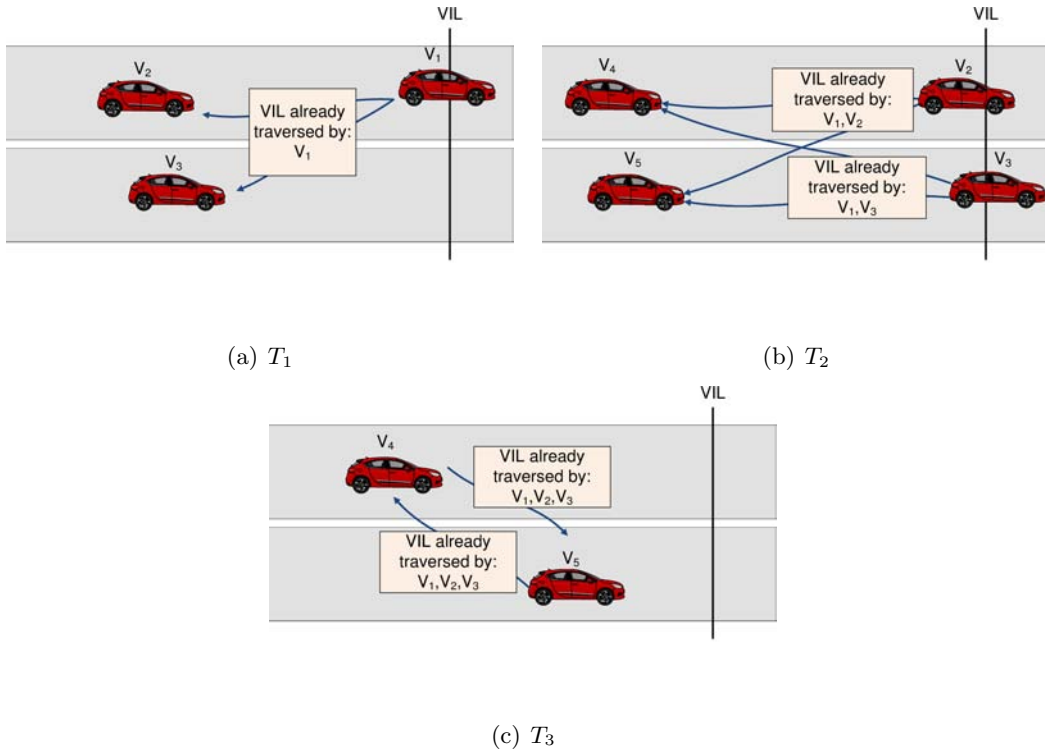 VIL
V₁
V₂
VIL already
traversed by:
V₁
V₃
(a) T₁
VIL
V₄
V₂
VIL already
traversed by:
V₁,V₂
V₅
V₃
VIL already
traversed by:
V₁,V₃
(b) T₂
VIL
V₄
VIL already
traversed by:
V₁,V₂,V₃
VIL already
traversed by:
V₁,V₂,V₃
V₅
(c) T₃